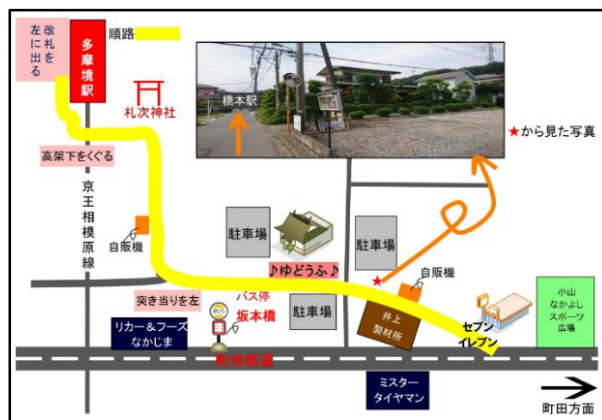 改札を
左に出る
多摩境駅
順路
札次神社
橋本駅
★から見た写真
高架下をくぐる
京王相模原線
自販機
駐車場
♪ゆどうふ♪
駐車場
自販機
突き当りを左
バス停
坂本橋
BUS
駐車場
井上
製材所
セブン
イレブン
小山
なかよし
スポーツ
広場
リカー&フーズ
なかじま
町田街道
ミスター
タイヤマン
町田方面